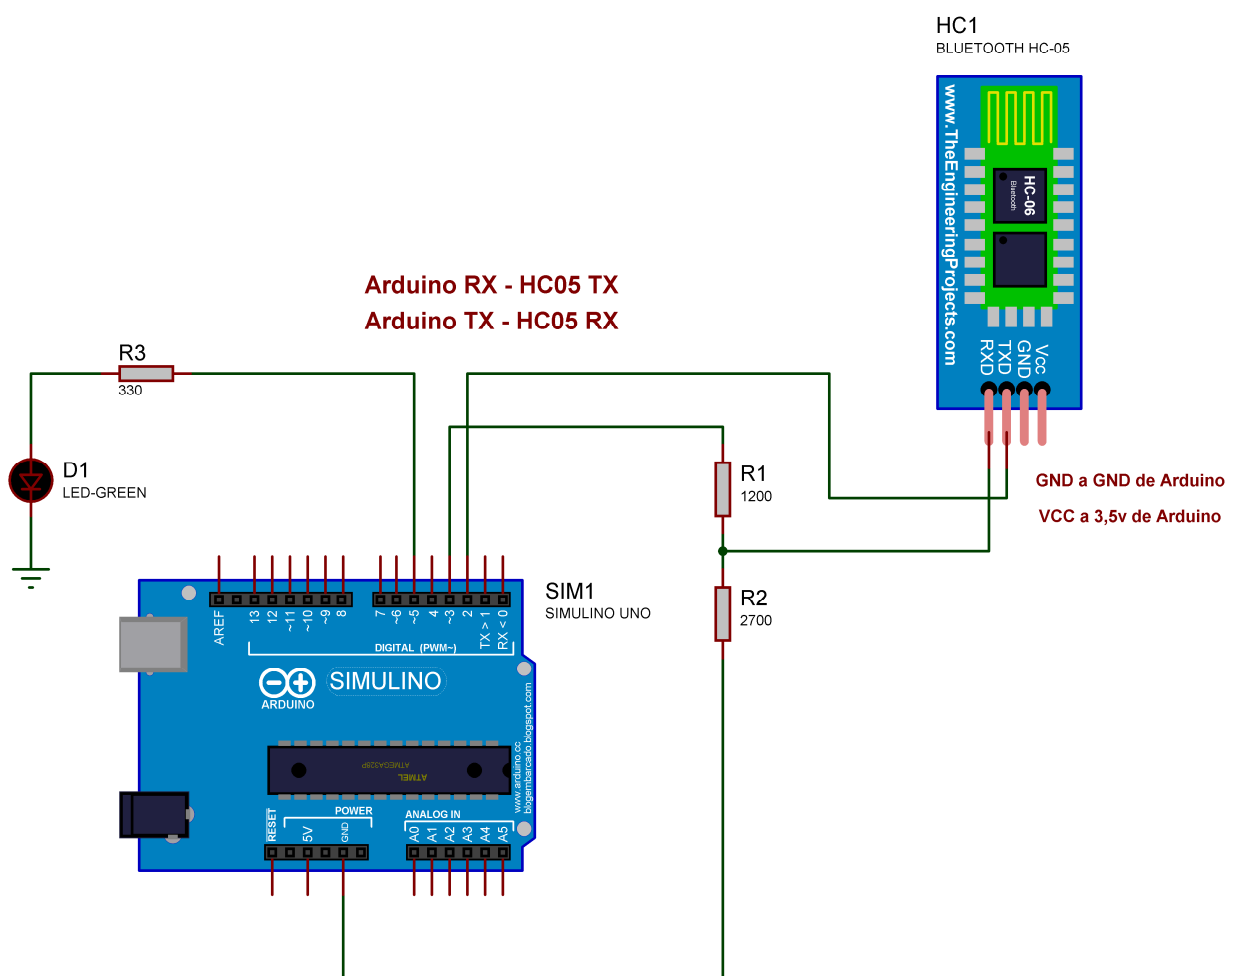 HC1
BLUETOOTH HC-05
www.TheEngineeringProjects.com
HC-06
Bluetooth
RXD
TXD
GND
Vcc
Arduino RX - HC05 TX
Arduino TX - HC05 RX
R3
330
D1
LED-GREEN
R1
1200
GND a GND de Arduino
VCC a 3,5v de Arduino
R2
2700
SIM1
SIMULINO UNO
AREF
13
12
~11
~10
~9
8
7
~6
~5
4
~3
2
TX > 1
RX < 0
DIGITAL (PWM~)
SIMULINO
ARDUINO
ATMEGA328P
ATMEL
www.arduino.cc
blogembarcado.blogspot.com
RESET
5V
POWER
GND
ANALOG IN
A0
A1
A2
A3
A4
A5